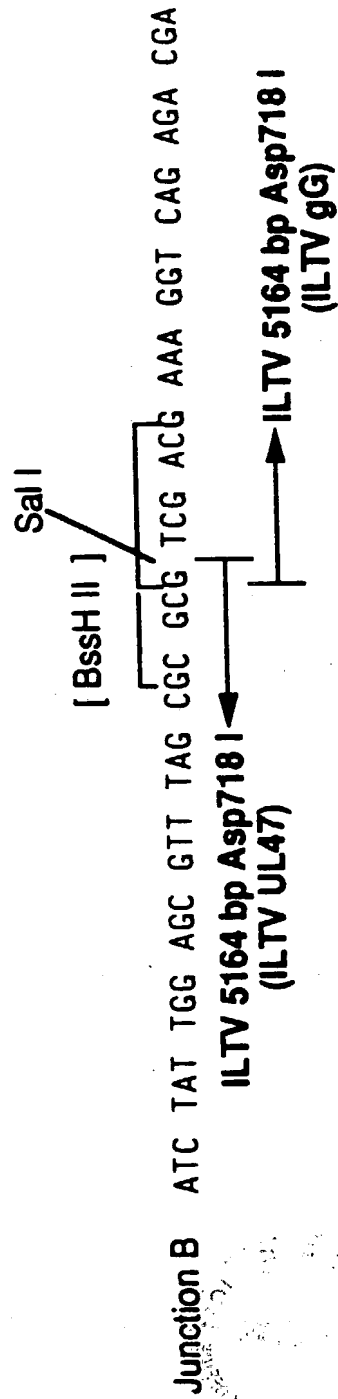 [ BssH II ]
Sal I
Junction B ATC TAT TGG AGC GTT TAG CGC GCG TCG ACG AAA GGT CAG AGA CGA
ILTV 5164 bp Asp718 I
(ILTV UL47)
ILTV 5164 bp Asp718 I
(ILTV gG)